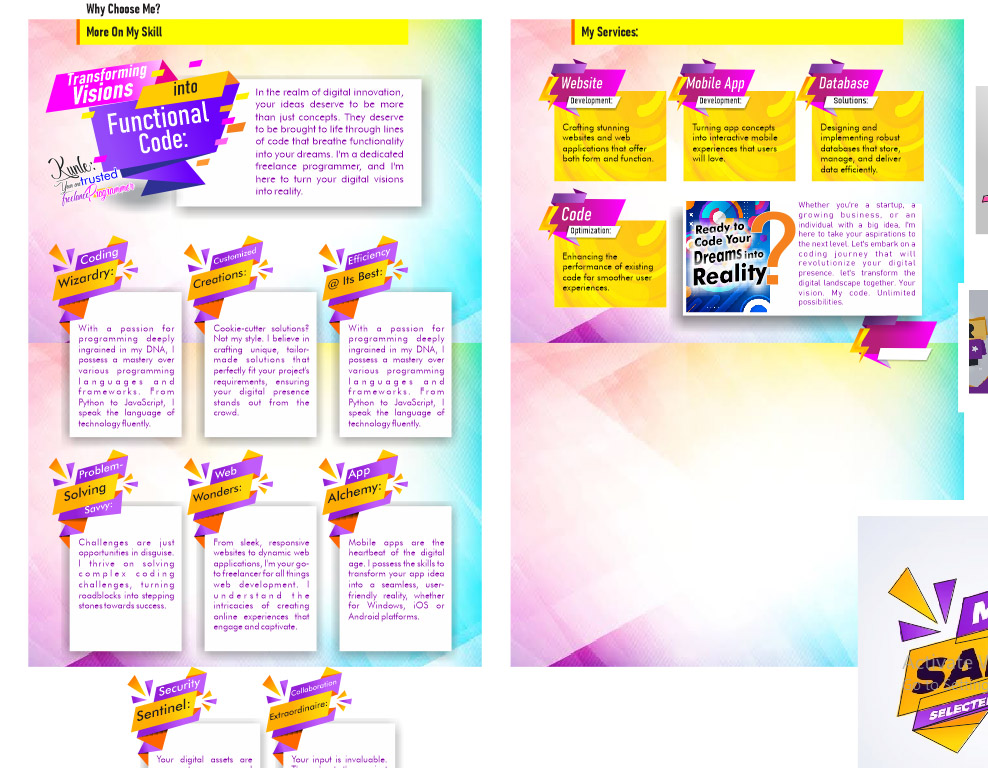 Why Choose Me?
More On My Skill
Transforming
Visions
into
Functional
Code:
Kunle:
Your
trusted
freelance Programmer
In the realm of digital innovation,
your ideas deserve to be more
than just concepts. They deserve
to be brought to life through lines
of code that breathe functionality
into your dreams. I'm a dedicated
freelance programmer, and I'm
here to turn your digital visions
into reality.
Coding
Wizardry:
With a passion for
programming deeply
ingrained in my DNA, I
possess a mastery over
various programming
languages and
frameworks. From
Python to JavaScript, I
speak the language of
technology fluently.
Customized
Creations:
Cookie-cutter solutions?
Not my style. I believe in
crafting unique, tailor-
made solutions that
perfectly fit your project's
requirements, ensuring
your digital presence
stands out from the
crowd.
Efficiency
@ Its Best:
With a passion for
programming deeply
ingrained in my DNA, I
possess a mastery over
various programming
languages and
frameworks. From
Python to JavaScript, I
speak the language of
technology fluently.
Problem-
Solving
Savvy:
Challenges are just
opportunities in disguise.
I thrive on solving
complex coding
challenges, turning
roadblocks into stepping
stones towards success.
Web
Wonders:
From sleek, responsive
websites to dynamic web
applications, I'm your go-
to freelancer for all things
web development. I
understand the
intricacies of creating
online experiences that
engage and captivate.
App
Alchemy:
Mobile apps are the
heartbeat of the digital
age. I possess the skills to
transform your app idea
into a seamless, user-
friendly reality, whether
for Windows, iOS or
Android platforms.
Security
Sentinel:
Your digital assets are
Collaboration
Extraordinaire:
Your input is invaluable.
My Services:
Website
Development:
Crafting stunning
websites and web
applications that offer
both form and function.
Mobile App
Development:
Turning app concepts
into interactive mobile
experiences that users
will love.
Database
Solutions:
Designing and
implementing robust
databases that store,
manage, and deliver
data efficiently.
Code
Optimization:
Enhancing the
performance of existing
code for smoother user
experiences.
Ready to
Code Your
Dreams into
Reality
?
Whether you're a startup, a
growing business, or an
individual with a big idea, I'm
here to take your aspirations to
the next level. Let's embark on a
coding journey that will
revolutionize your digital
presence. let's transform the
digital landscape together. Your
vision. My code. Unlimited
possibilities.
M
Activate
SA
SELECTE